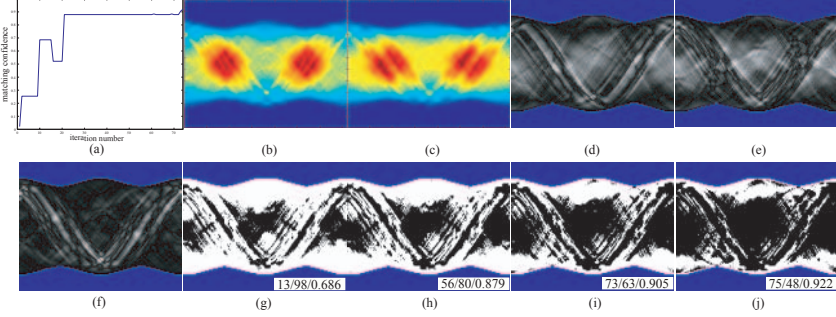 matching confidence
iteration number
(a)
(b)
(c)
(d)
(e)
13/98/0.686
56/80/0.879
73/63/0.905
75/48/0.922
(f)
(g)
(h)
(i)
(j)